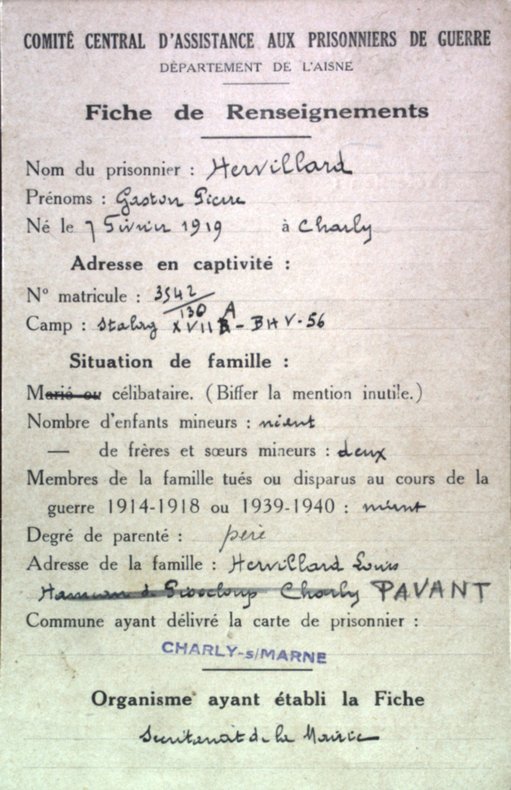 COMITÉ CENTRAL D'ASSISTANCE AUX PRISONNIERS DE GUERRE
DÉPARTEMENT DE L'AISNE
Fiche de Renseignements
Nom du prisonnier : Hervillard
Prénoms : Gaston Pierre
Né le 7 Février 1919 à Charly
Adresse en captivité :
N° matricule : 3542
130 A
Camp : Stalag XVII B - BHV-56
Situation de famille :
Marié ou célibataire. (Biffer la mention inutile.)
Nombre d'enfants mineurs : néant
— de frères et sœurs mineurs : deux
Membres de la famille tués ou disparus au cours de la
guerre 1914-1918 ou 1939-1940 : néant
Degré de parenté : père
Adresse de la famille : Hervillard Louis
Charly PAVANT
Commune ayant délivré la carte de prisonnier :
CHARLY-s/MARNE
Organisme ayant établi la Fiche
Secrétariat de la Mairie